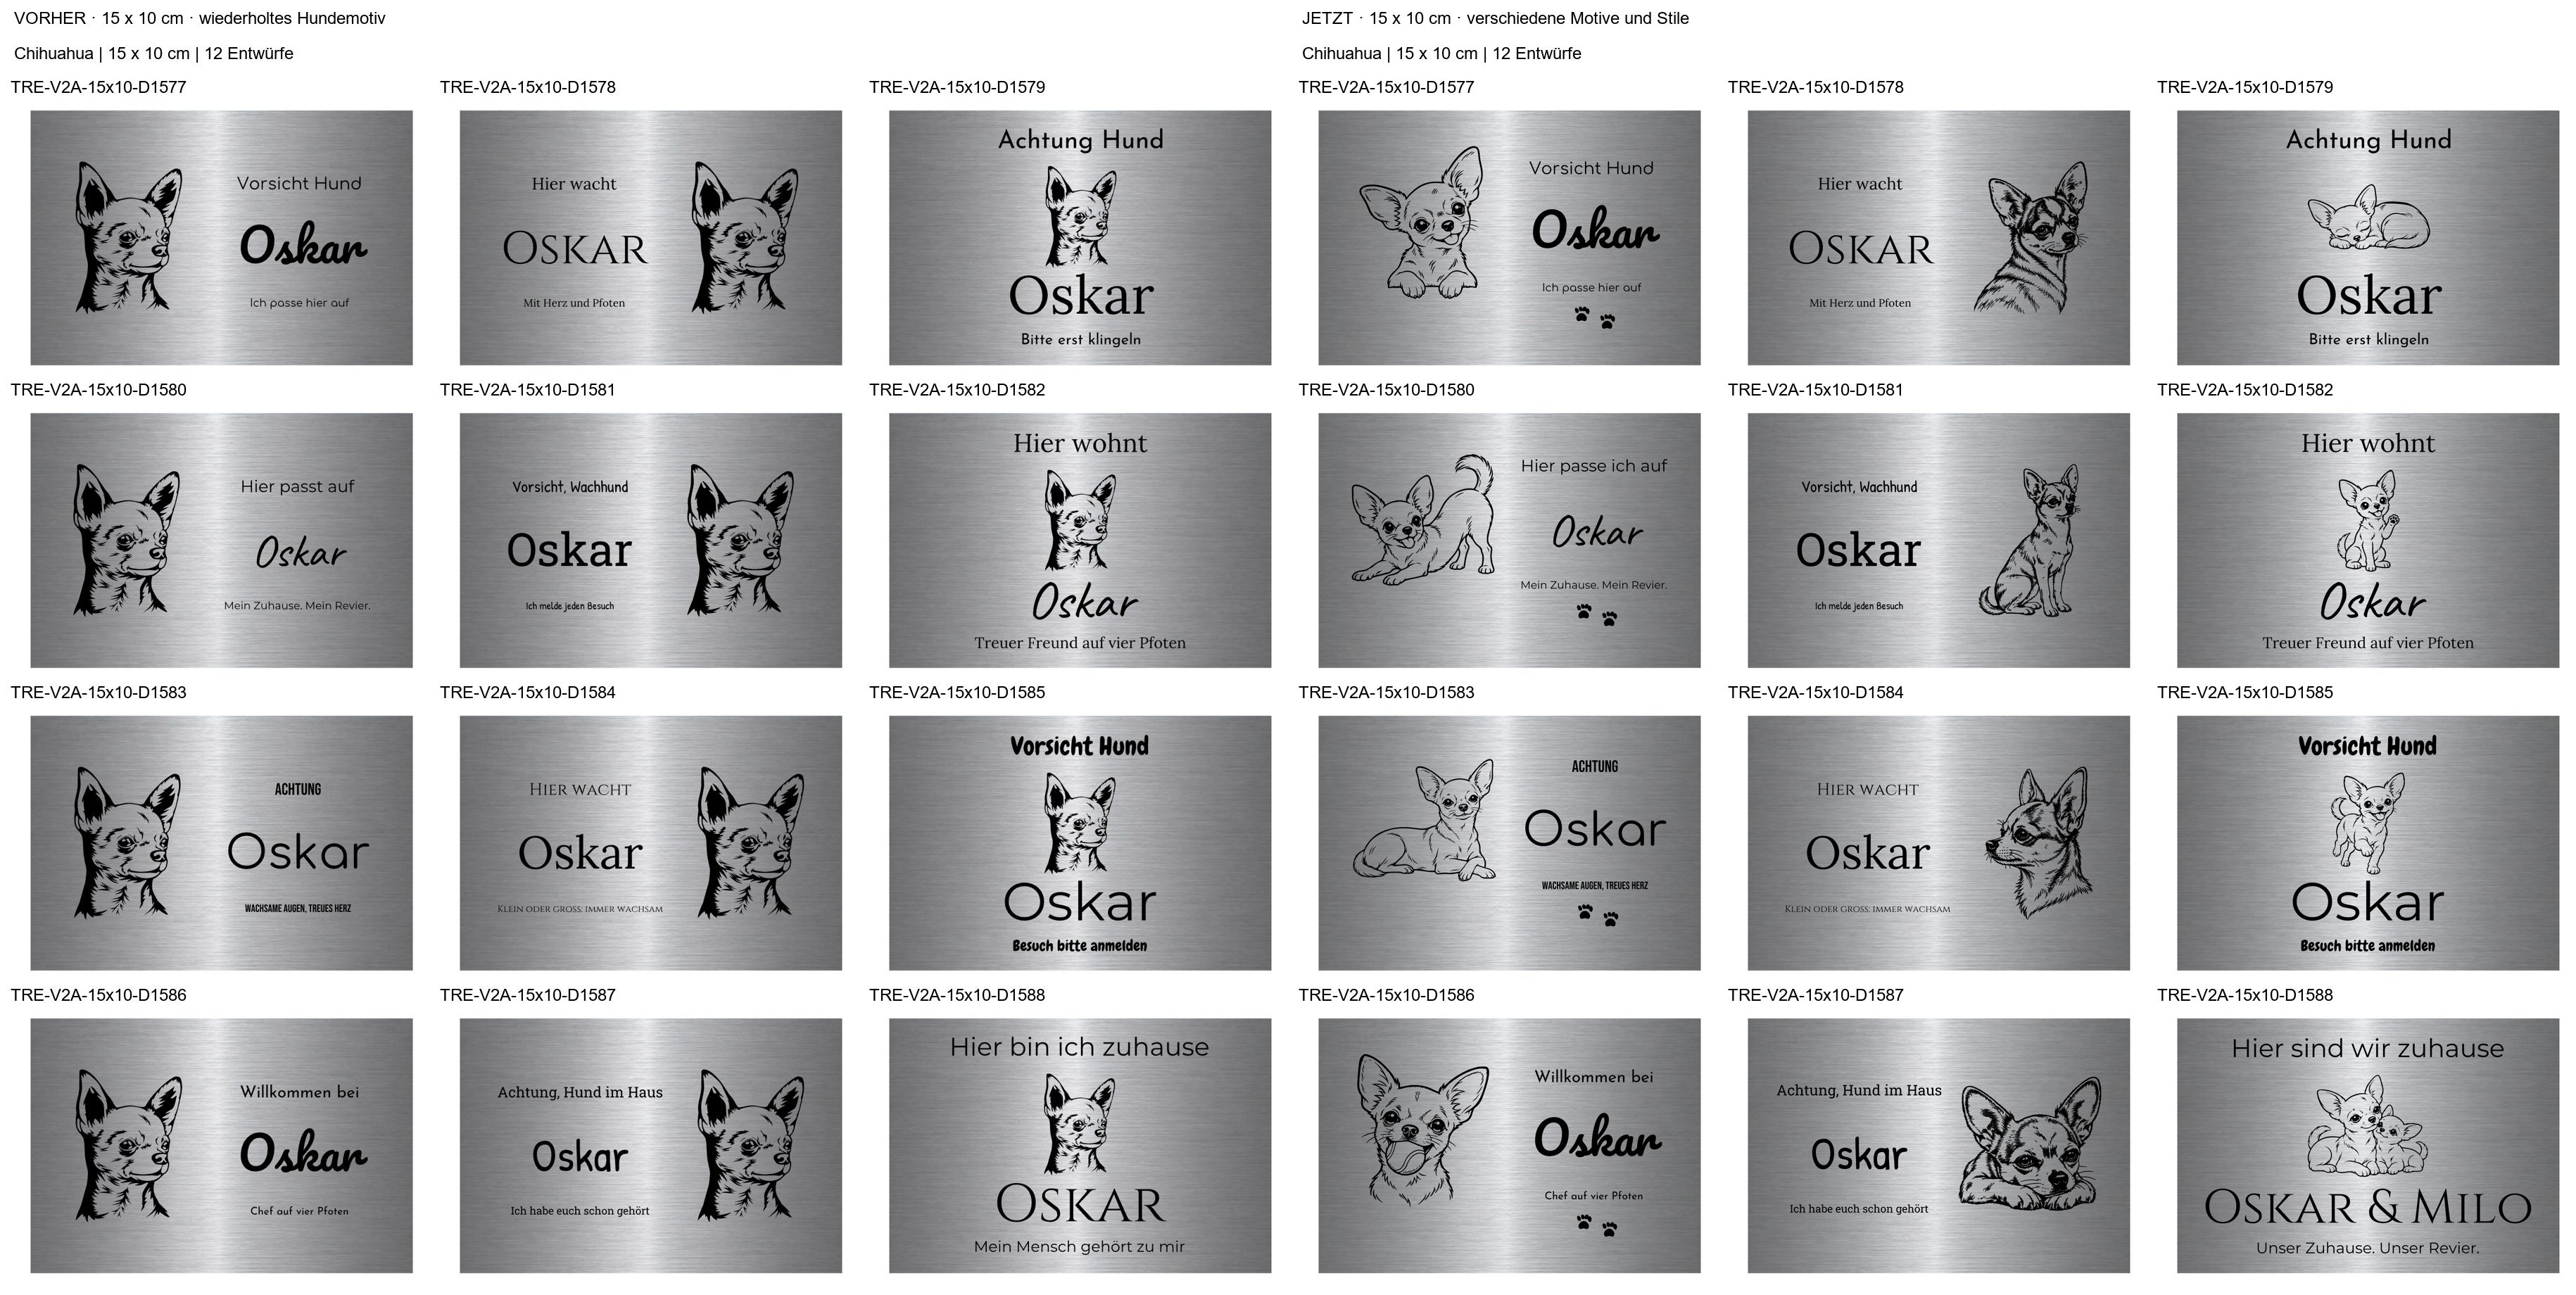 VORHER · 15 x 10 cm · wiederholtes Hundemotiv
Chihuahua | 15 x 10 cm | 12 Entwürfe
TRE-V2A-15x10-D1577
Vorsicht Hund
Oskar
Ich passe hier auf
TRE-V2A-15x10-D1578
Hier wacht
OSKAR
Mit Herz und Pfoten
TRE-V2A-15x10-D1579
Achtung Hund
Oskar
Bitte erst klingeln
TRE-V2A-15x10-D1580
Hier passt auf
Oskar
Mein Zuhause. Mein Revier.
TRE-V2A-15x10-D1581
Vorsicht, Wachhund
Oskar
Ich melde jeden Besuch
TRE-V2A-15x10-D1582
Hier wohnt
Oskar
Treuer Freund auf vier Pfoten
TRE-V2A-15x10-D1583
ACHTUNG
Oskar
WACHSAME AUGEN, TREUES HERZ
TRE-V2A-15x10-D1584
HIER WACHT
Oskar
KLEIN ODER GROSS: IMMER WACHSAM
TRE-V2A-15x10-D1585
Vorsicht Hund
Oskar
Besuch bitte anmelden
TRE-V2A-15x10-D1586
Willkommen bei
Oskar
Chef auf vier Pfoten
TRE-V2A-15x10-D1587
Achtung, Hund im Haus
Oskar
Ich habe euch schon gehört
TRE-V2A-15x10-D1588
Hier bin ich zuhause
OSKAR
Mein Mensch gehört zu mir
JETZT · 15 x 10 cm · verschiedene Motive und Stile
Chihuahua | 15 x 10 cm | 12 Entwürfe
TRE-V2A-15x10-D1577
Vorsicht Hund
Oskar
Ich passe hier auf
TRE-V2A-15x10-D1578
Hier wacht
OSKAR
Mit Herz und Pfoten
TRE-V2A-15x10-D1579
Achtung Hund
Oskar
Bitte erst klingeln
TRE-V2A-15x10-D1580
Hier passe ich auf
Oskar
Mein Zuhause. Mein Revier.
TRE-V2A-15x10-D1581
Vorsicht, Wachhund
Oskar
Ich melde jeden Besuch
TRE-V2A-15x10-D1582
Hier wohnt
Oskar
Treuer Freund auf vier Pfoten
TRE-V2A-15x10-D1583
ACHTUNG
Oskar
WACHSAME AUGEN, TREUES HERZ
TRE-V2A-15x10-D1584
HIER WACHT
Oskar
KLEIN ODER GROSS: IMMER WACHSAM
TRE-V2A-15x10-D1585
Vorsicht Hund
Oskar
Besuch bitte anmelden
TRE-V2A-15x10-D1586
Willkommen bei
Oskar
Chef auf vier Pfoten
TRE-V2A-15x10-D1587
Achtung, Hund im Haus
Oskar
Ich habe euch schon gehört
TRE-V2A-15x10-D1588
Hier sind wir zuhause
OSKAR & MILO
Unser Zuhause. Unser Revier.